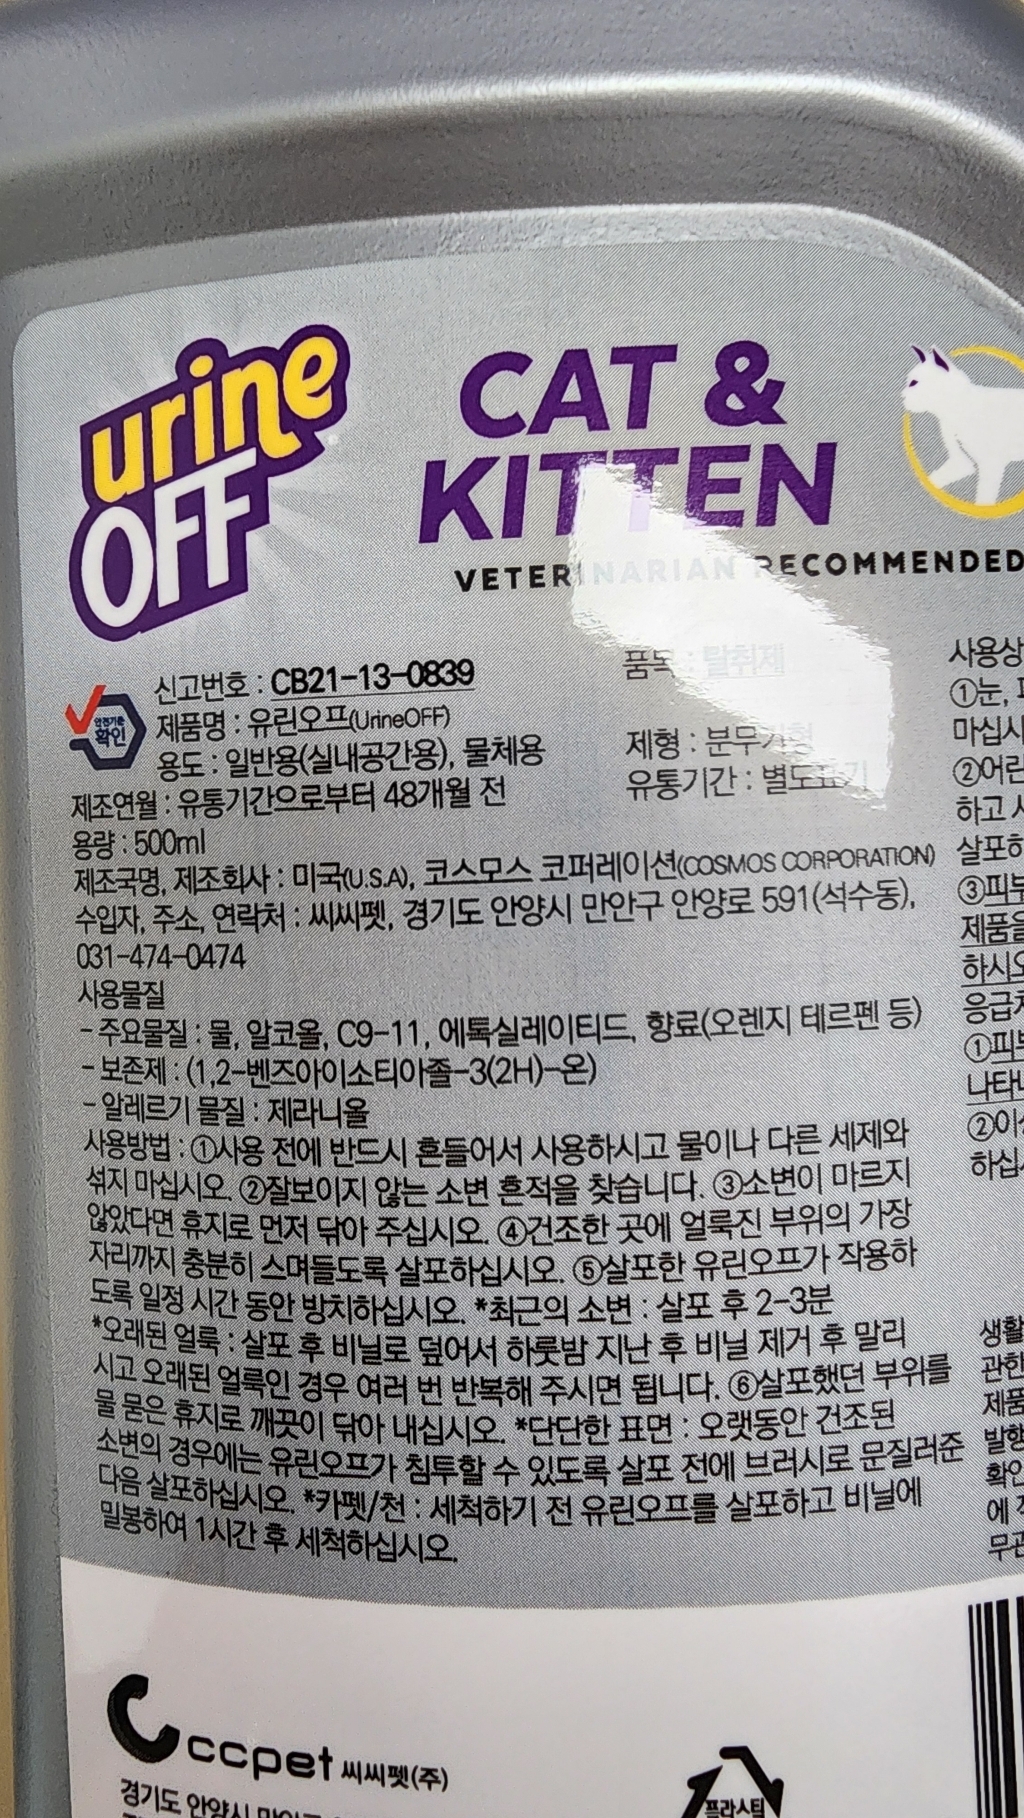 urine
OFF
CAT &
KITTEN
VETERINARIAN RECOMMENDED
안전기준
확인
신고번호 : CB21-13-0839
품목 : 탈취제
제품명 : 유린오프(UrineOFF)
용도 : 일반용(실내공간용), 물체용
제형 : 분무기형
제조연월 : 유통기간으로부터 48개월 전
유통기간 : 별도표기
용량 : 500ml
제조국명, 제조회사 : 미국(U.S.A), 코스모스 코퍼레이션(COSMOS CORPORATION)
수입자, 주소, 연락처 : 씨씨펫, 경기도 안양시 만안구 안양로 591(석수동),
031-474-0474
사용물질
- 주요물질 : 물, 알코올, C9-11, 에톡실레이티드, 향료(오렌지 테르펜 등)
- 보존제 : (1,2-벤즈아이소티아졸-3(2H)-온)
- 알레르기 물질 : 제라니올
사용방법 : ①사용 전에 반드시 흔들어서 사용하시고 물이나 다른 세제와
섞지 마십시오. ②잘보이지 않는 소변 흔적을 찾습니다. ③소변이 마르지
않았다면 휴지로 먼저 닦아 주십시오. ④건조한 곳에 얼룩진 부위의 가장
자리까지 충분히 스며들도록 살포하십시오. ⑤살포한 유린오프가 작용하
도록 일정 시간 동안 방치하십시오. *최근의 소변 : 살포 후 2-3분
*오래된 얼룩 : 살포 후 비닐로 덮어서 하룻밤 지난 후 비닐 제거 후 말리
시고 오래된 얼룩인 경우 여러 번 반복해 주시면 됩니다. ⑥살포했던 부위를
물 묻은 휴지로 깨끗이 닦아 내십시오. *단단한 표면 : 오랫동안 건조된
소변의 경우에는 유린오프가 침투할 수 있도록 살포 전에 브러시로 문질러준
다음 살포하십시오. *카펫/천 : 세척하기 전 유린오프를 살포하고 비닐에
밀봉하여 1시간 후 세척하십시오.
사용상
①눈,
마십시
②어린
하고
살포하
③피부
제품을
하시오
응급처
①피부
나타나
②이상
하십
생활
관한
제품
발행
확인
에
무관
ccpet 씨씨펫(주)
경기도 안양시
플라스틱